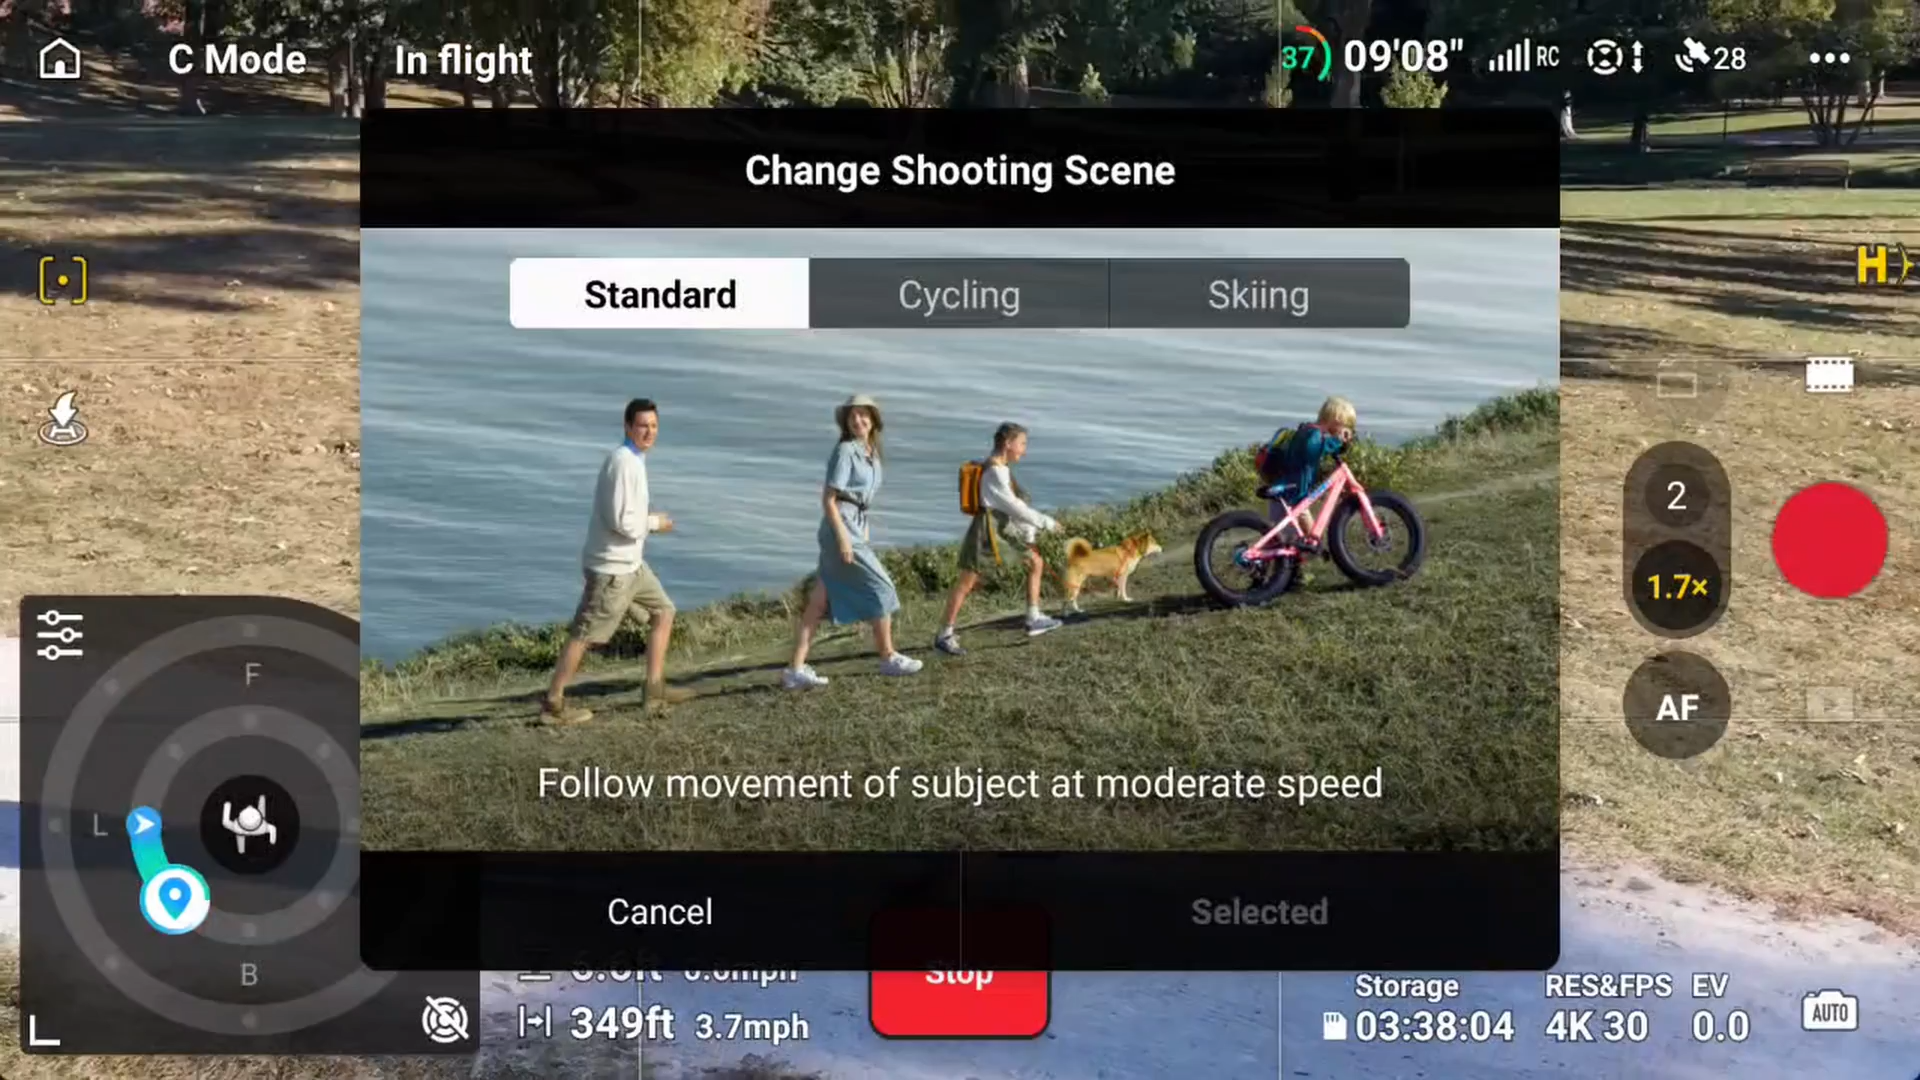 C Mode
In flight
37
09'08"
RC
28
Change Shooting Scene
Standard
Cycling
Skiing
H
2
1.7×
AF
F
L
B
Follow movement of subject at moderate speed
Cancel
Selected
Stop
349ft 3.7mph
Storage
03:38:04
RES&FPS
4K 30
EV
0.0
AUTO